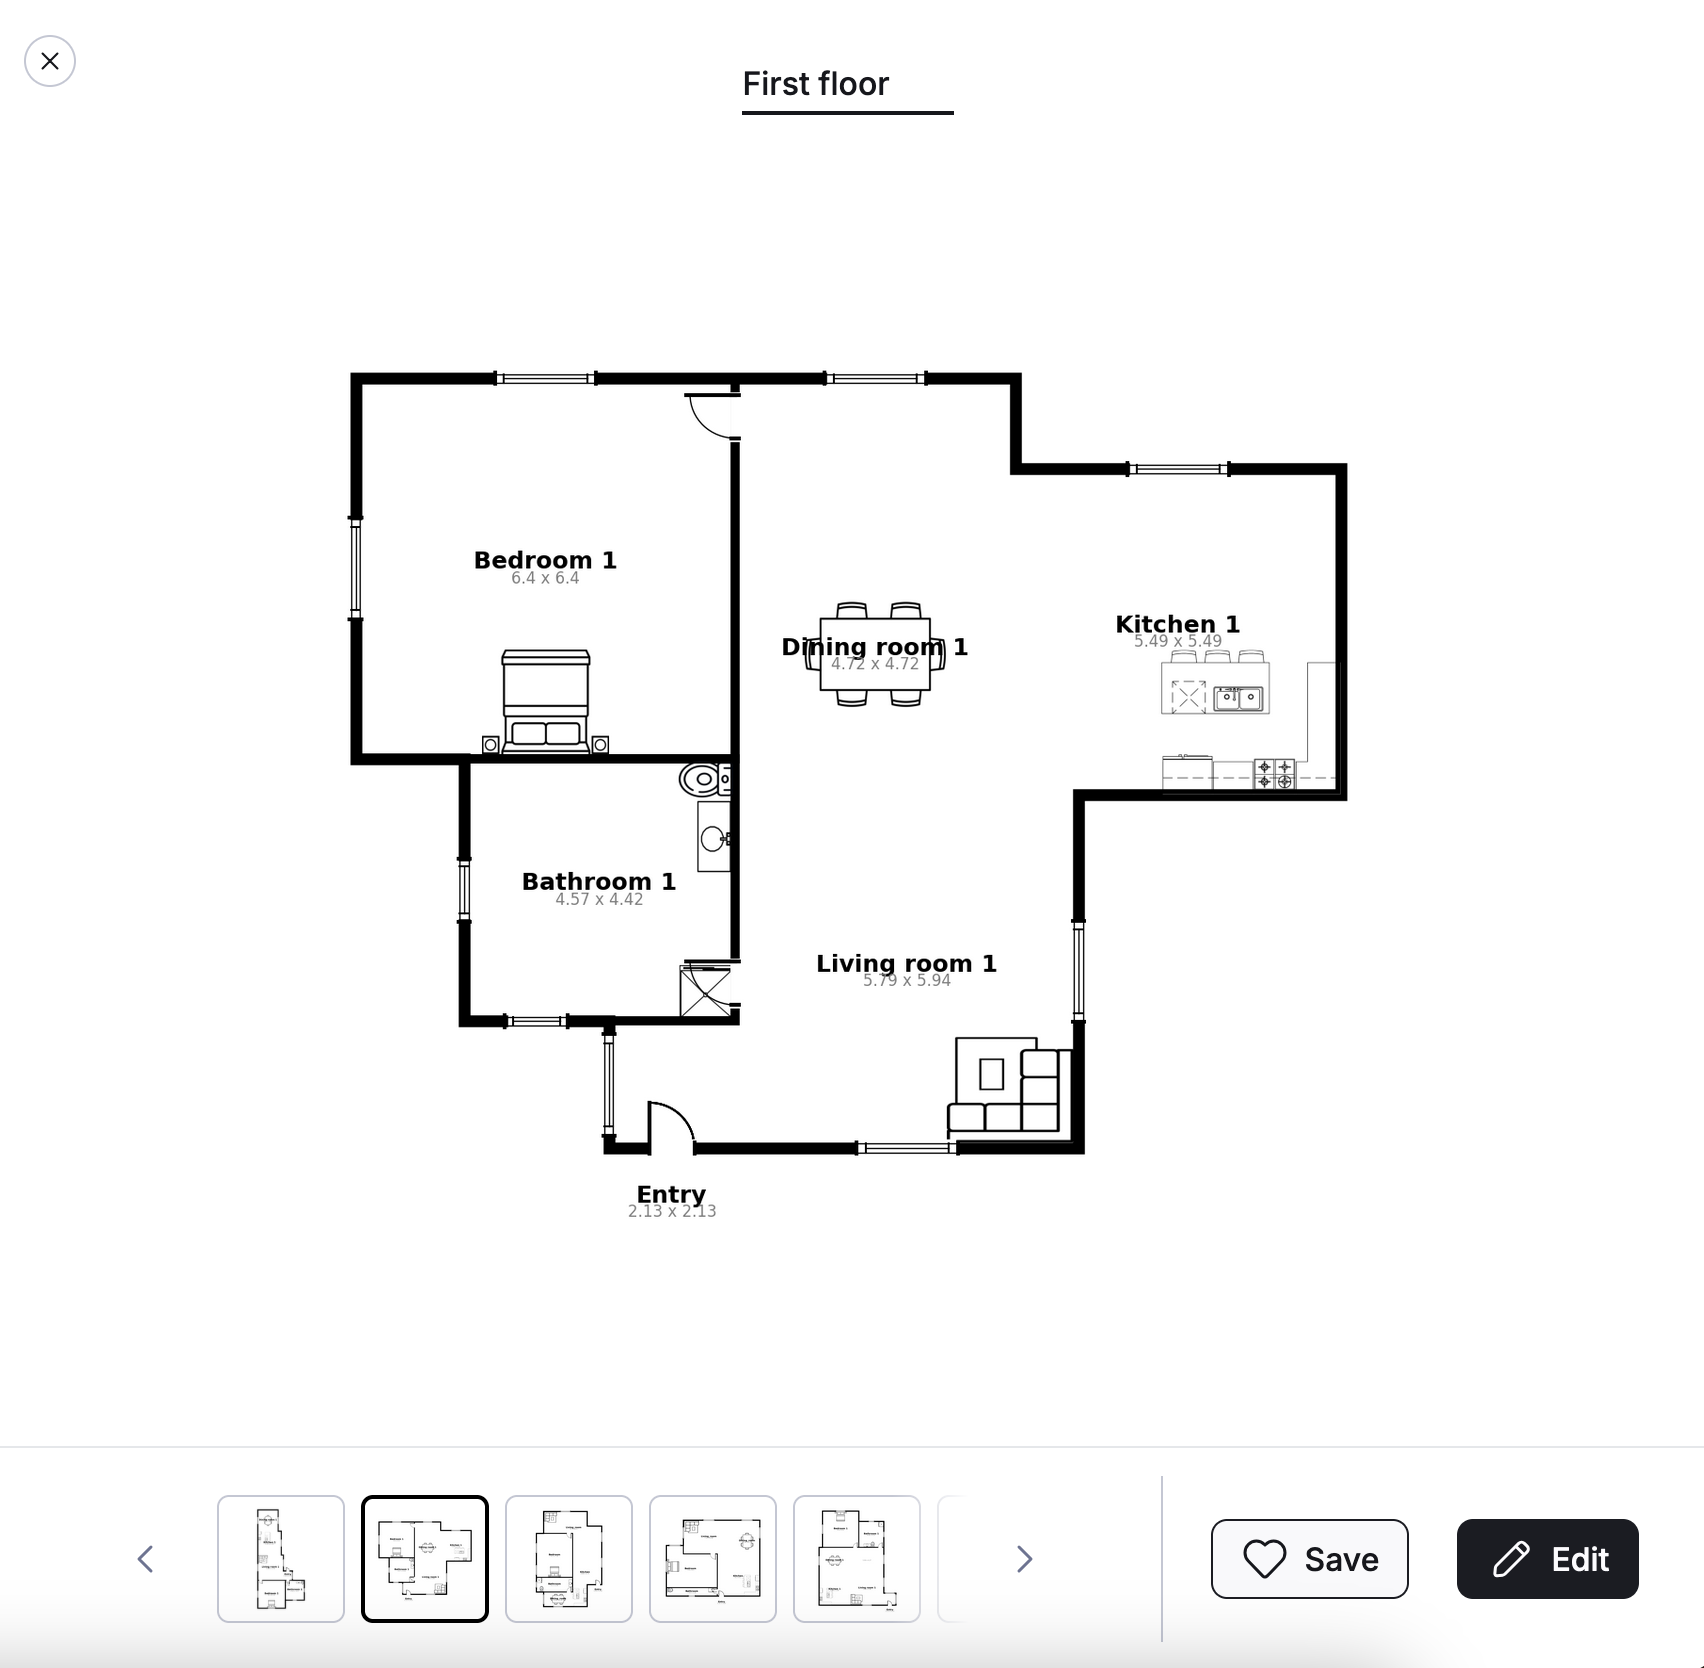 First floor
Bedroom 1
6.4 x 6.4
Dining room 1
4.72 x 4.72
Kitchen 1
5.49 x 5.49
Bathroom 1
4.57 x 4.42
Living room 1
5.79 x 5.94
Entry
2.13 x 2.13
Save
Edit